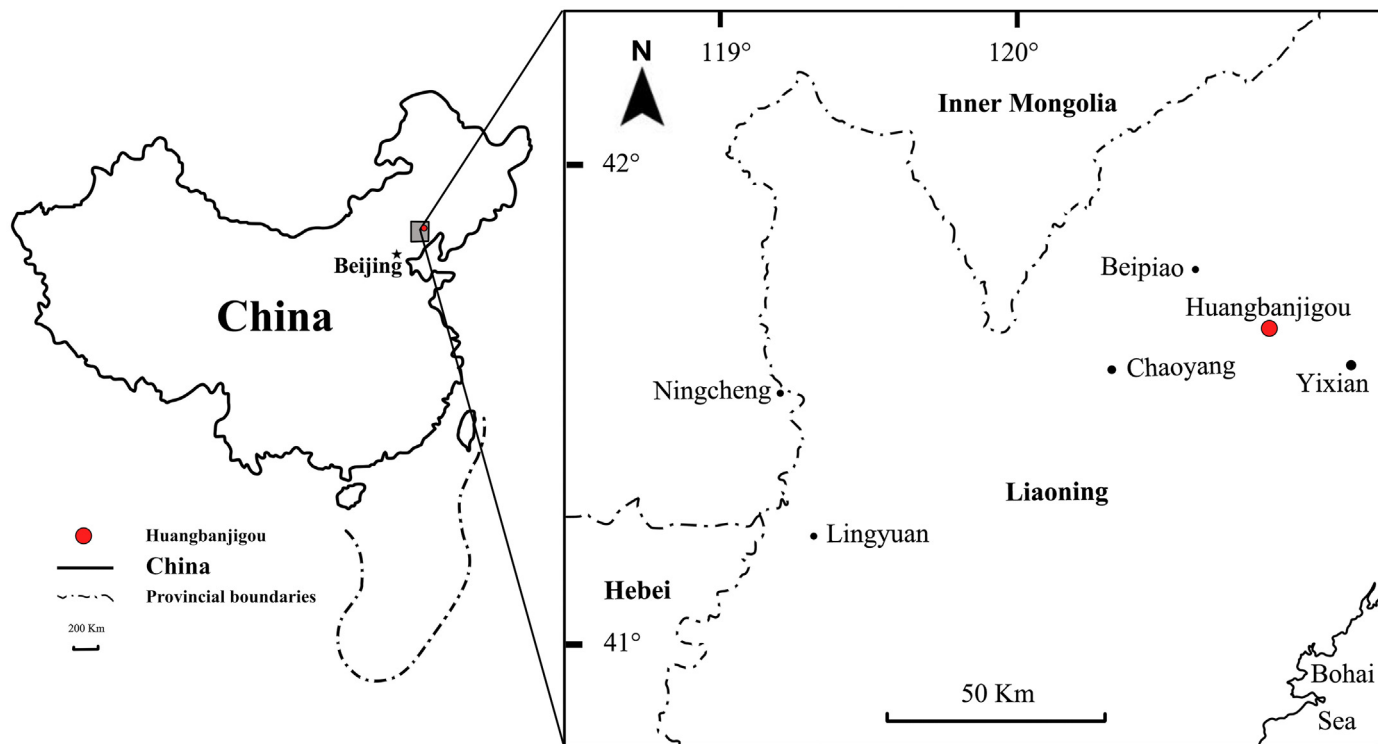 Beijing
China
Huangbanjigou
China
Provincial boundaries
200 Km
N
119°
120°
Inner Mongolia
42°
Beipiao
Huangbanjigou
Chaoyang
Yixian
Ningcheng
Liaoning
Lingyuan
Hebei
41°
50 Km
Bohai
Sea